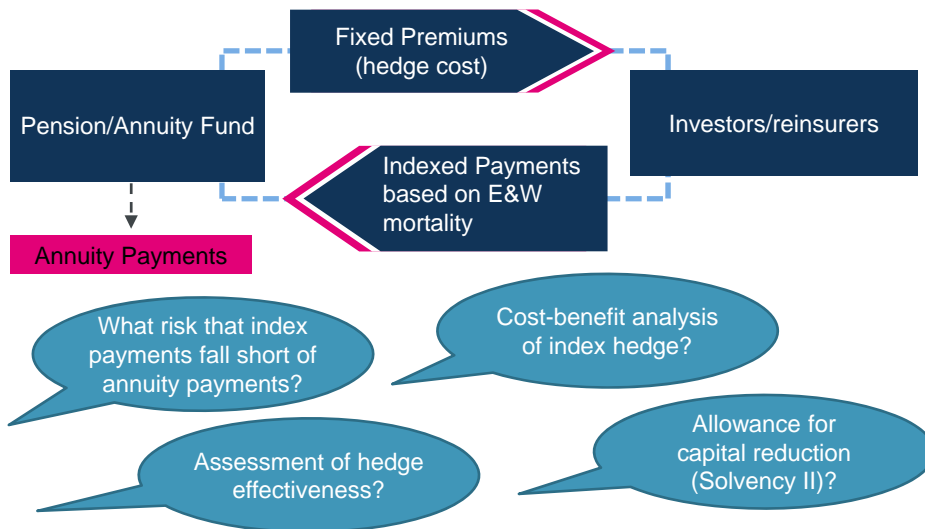 Fixed Premiums
(hedge cost)
Pension/Annuity Fund
Investors/reinsurers
Indexed Payments
based on E&W
mortality
Annuity Payments
What risk that index
payments fall short of
annuity payments?
Cost-benefit analysis
of index hedge?
Assessment of hedge
effectiveness?
Allowance for
capital reduction
(Solvency II)?